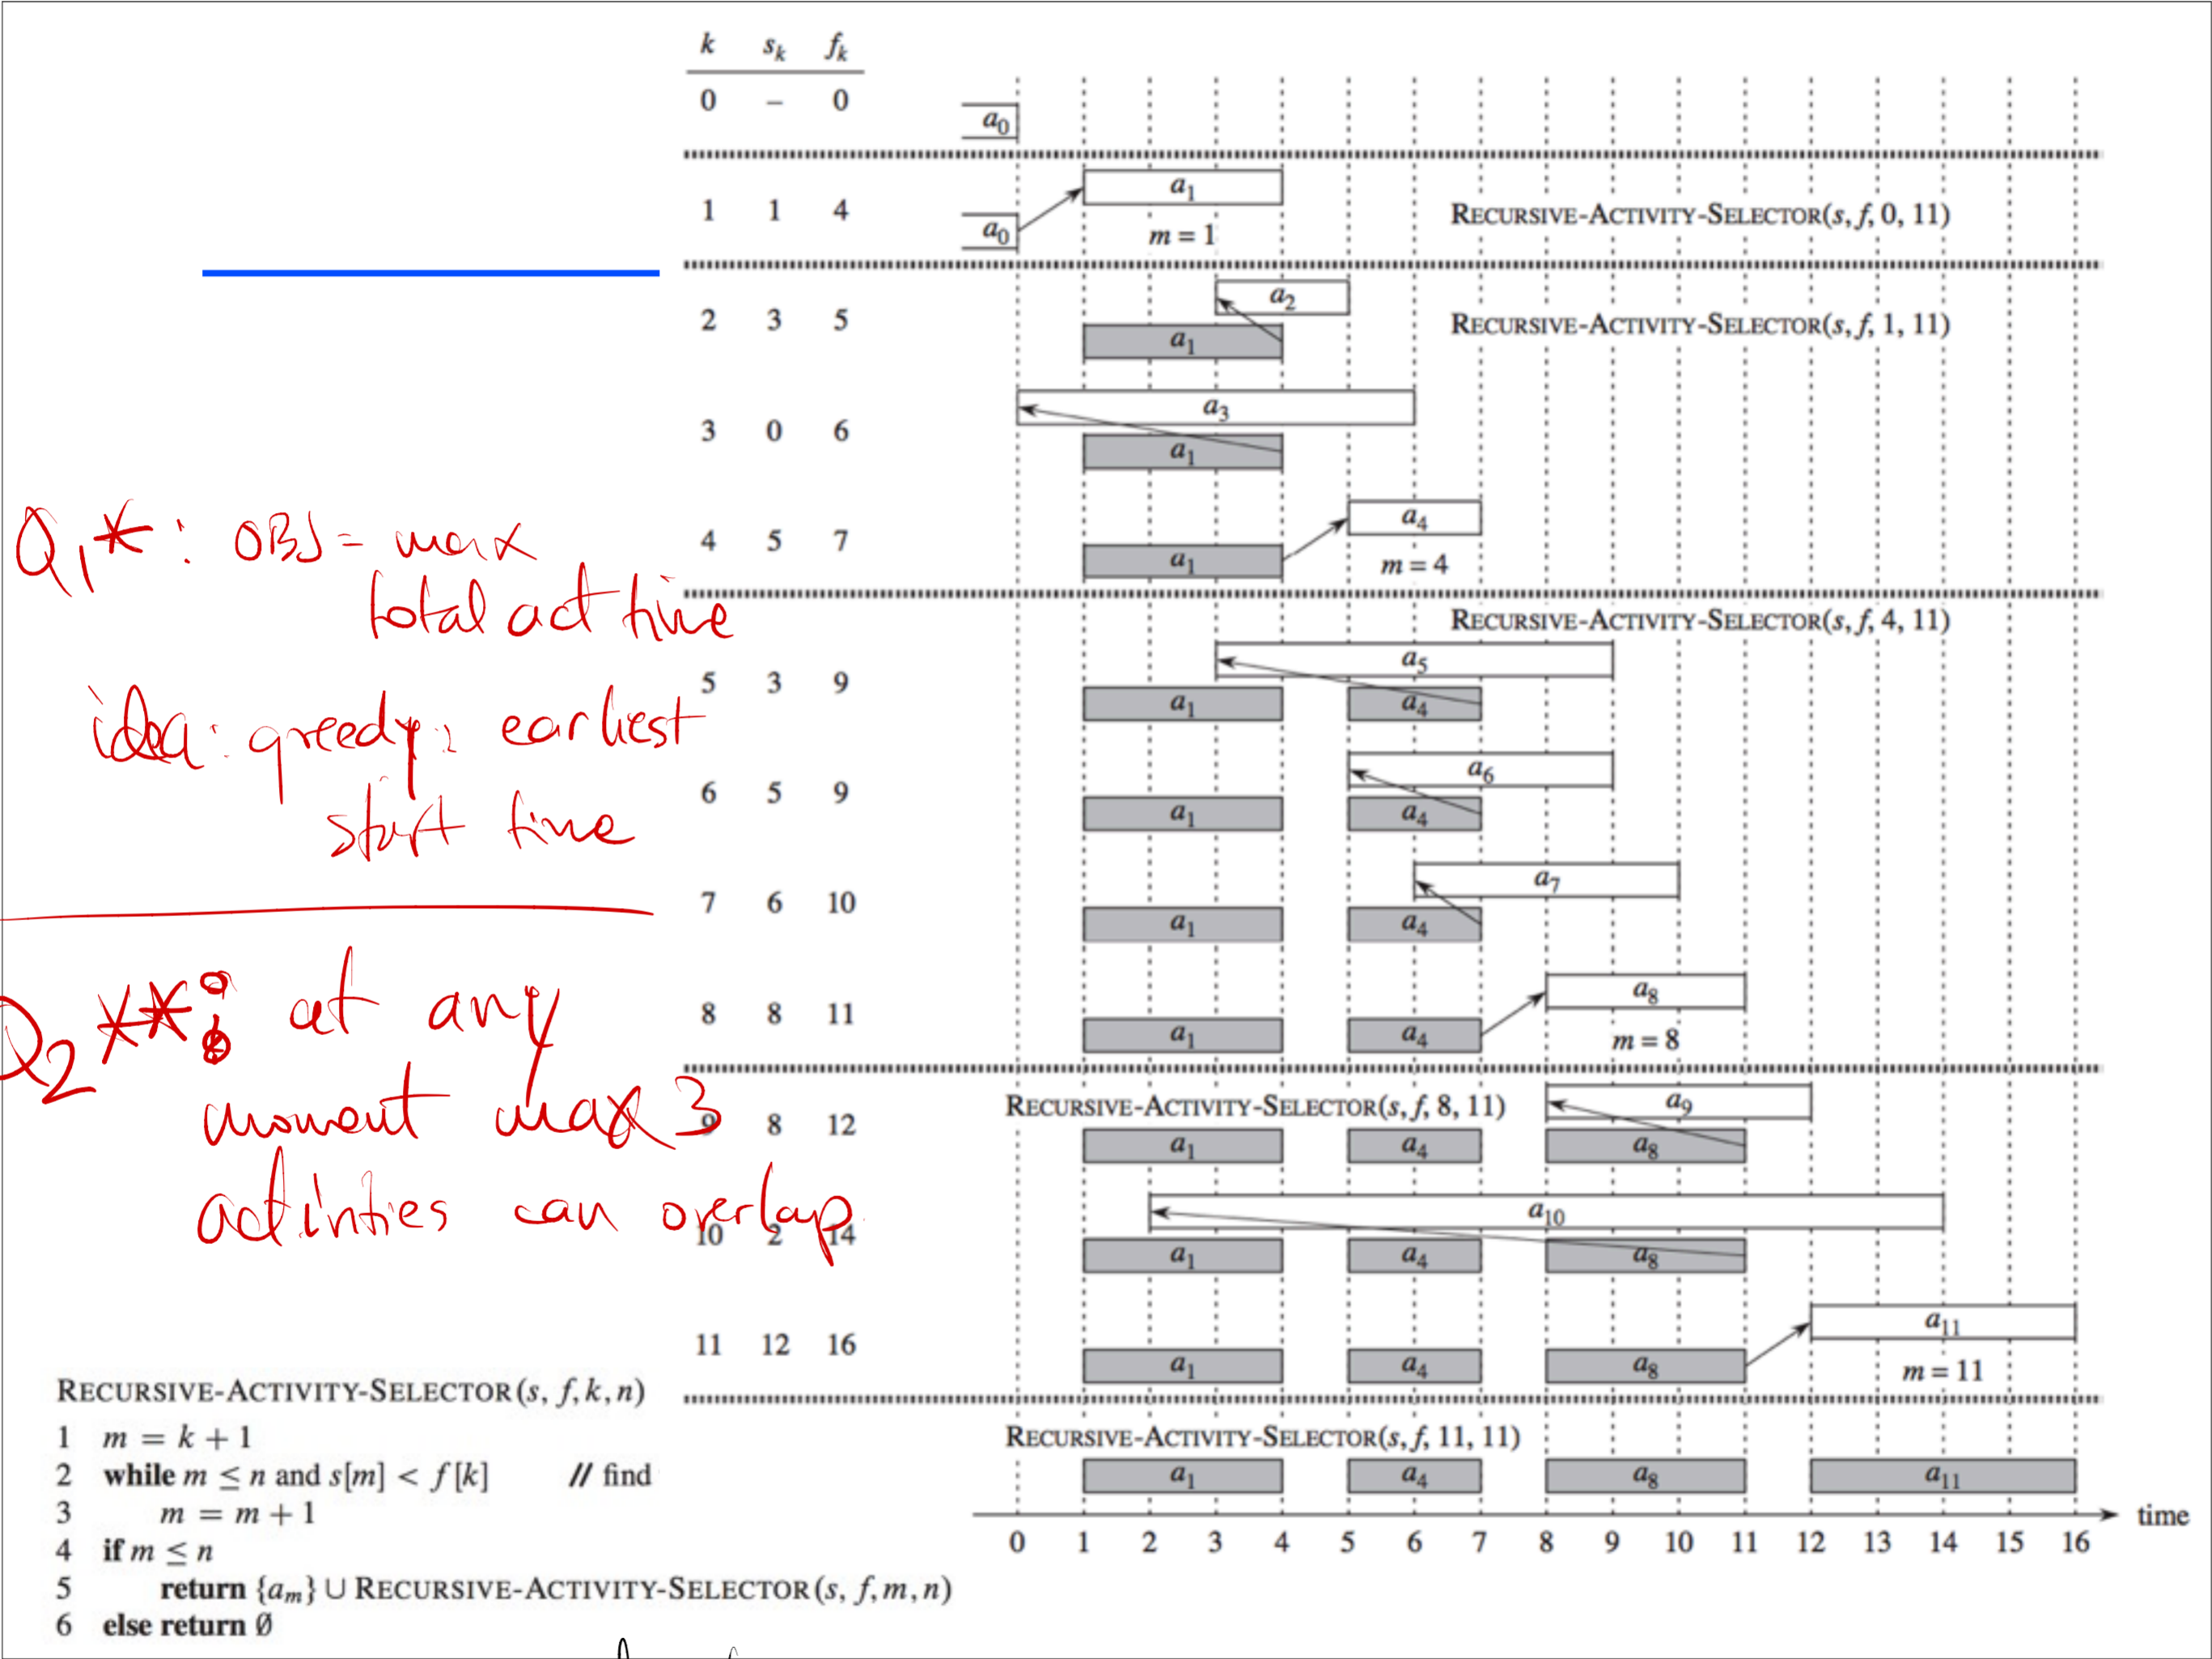 k s_k f_k
0 – 0
a_0
1 1 4
a_1
a_0
m = 1
RECURSIVE-ACTIVITY-SELECTOR(s, f, 0, 11)
2 3 5
a_2
a_1
RECURSIVE-ACTIVITY-SELECTOR(s, f, 1, 11)
3 0 6
a_3
a_1
4 5 7
a_4
a_1
m = 4
RECURSIVE-ACTIVITY-SELECTOR(s, f, 4, 11)
5 3 9
a_5
a_1 a_4
6 5 9
a_6
a_1 a_4
7 6 10
a_7
a_1 a_4
8 8 11
a_8
a_1 a_4
m = 8
RECURSIVE-ACTIVITY-SELECTOR(s, f, 8, 11)
9 8 12
a_9
a_1 a_4 a_8
10 2 14
a_10
a_1 a_4 a_8
11 12 16
a_11
a_1 a_4 a_8
m = 11
RECURSIVE-ACTIVITY-SELECTOR(s, f, 11, 11)
a_1 a_4 a_8 a_11
time
0 1 2 3 4 5 6 7 8 9 10 11 12 13 14 15 16
Q1*: OBJ = max
total act time
idea: greedy: earliest
start time
Q2**: at any
moment max 3
activities can overlap
RECURSIVE-ACTIVITY-SELECTOR(s, f, k, n)
1 m = k + 1
2 while m ≤ n and s[m] < f[k] // find
3 m = m + 1
4 if m ≤ n
5 return {a_m} ∪ RECURSIVE-ACTIVITY-SELECTOR(s, f, m, n)
6 else return ∅